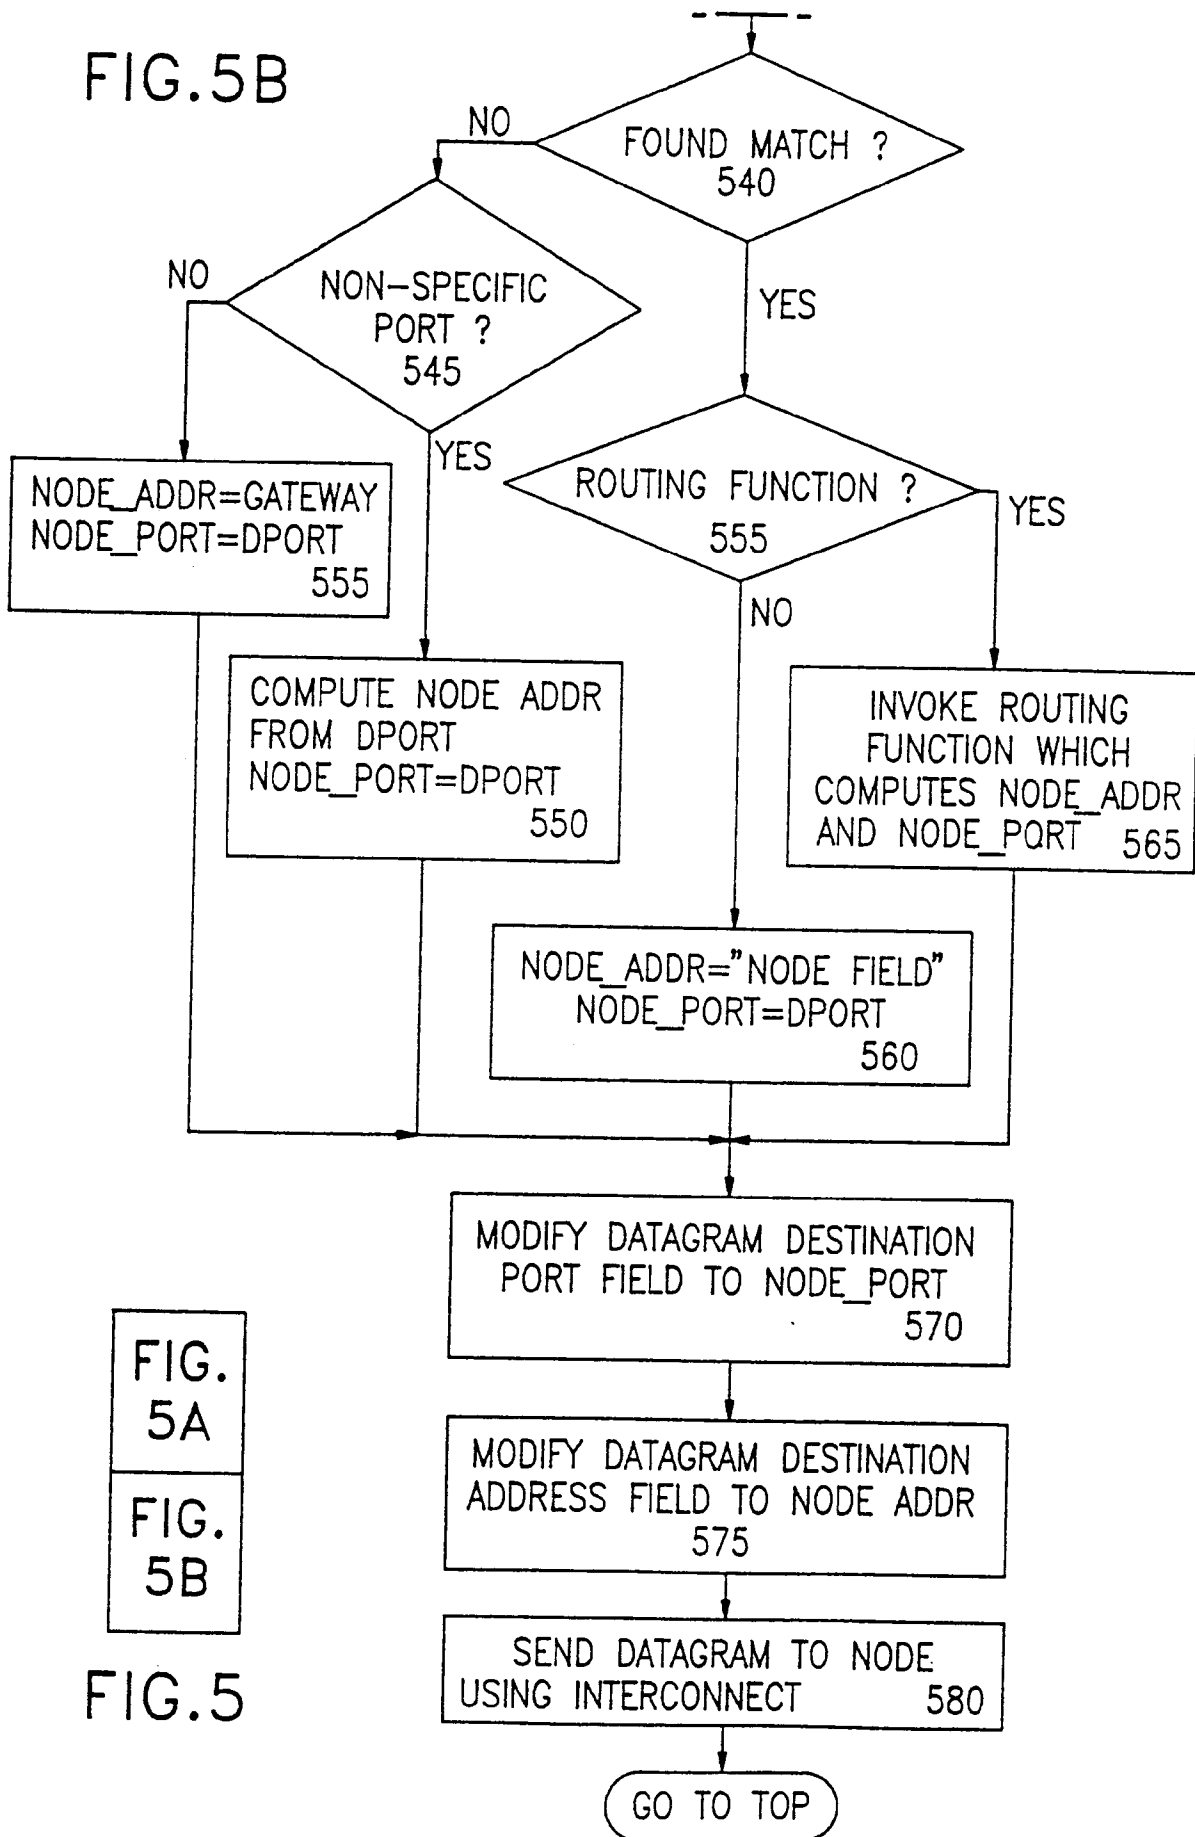 FIG.5B
FOUND MATCH ?
540
NO
YES
NON-SPECIFIC
PORT ?
545
NO
YES
ROUTING FUNCTION ?
555
YES
NO
NODE_ADDR=GATEWAY
NODE_PORT=DPORT
555
COMPUTE NODE ADDR
FROM DPORT
NODE_PORT=DPORT
550
INVOKE ROUTING
FUNCTION WHICH
COMPUTES NODE_ADDR
AND NODE_PORT 565
NODE_ADDR="NODE FIELD"
NODE_PORT=DPORT
560
MODIFY DATAGRAM DESTINATION
PORT FIELD TO NODE_PORT
570
MODIFY DATAGRAM DESTINATION
ADDRESS FIELD TO NODE ADDR
575
SEND DATAGRAM TO NODE
USING INTERCONNECT 580
GO TO TOP
FIG.
5A
FIG.
5B
FIG.5